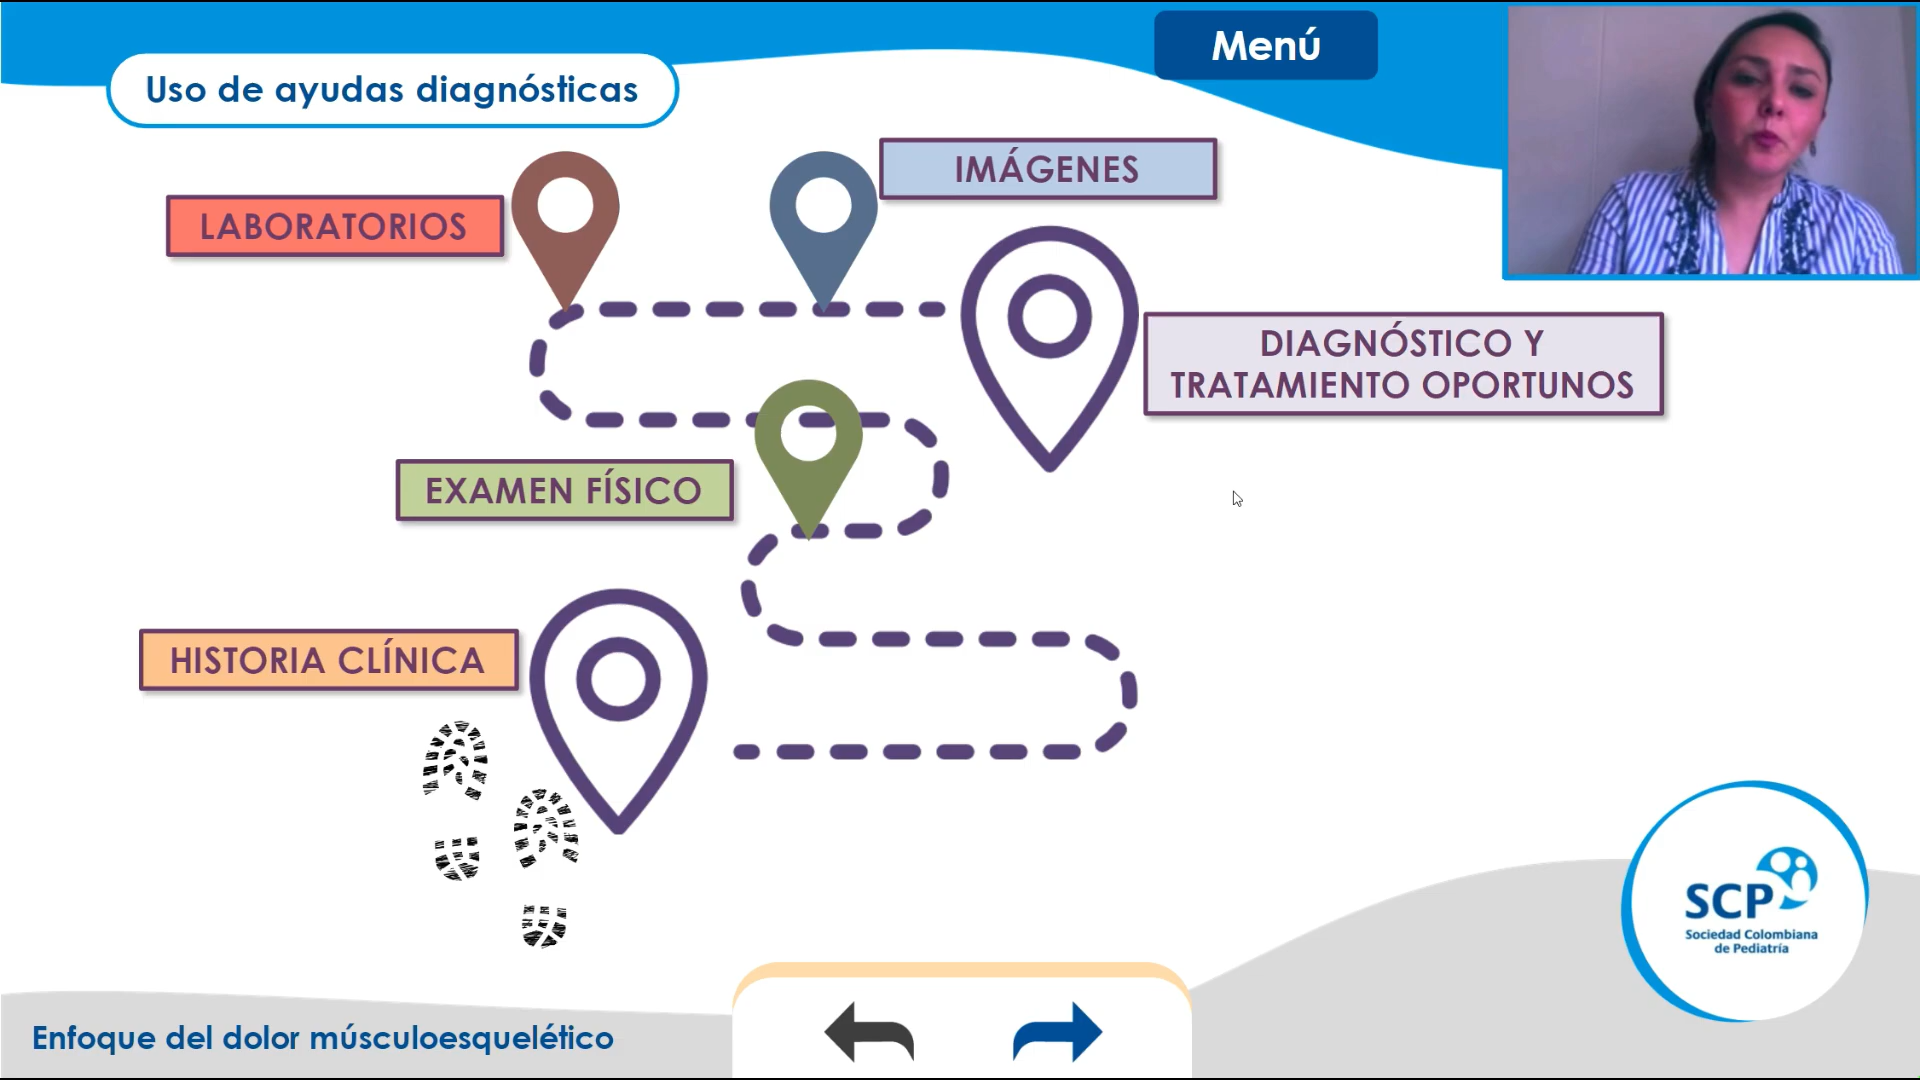 Menú
Uso de ayudas diagnósticas
IMÁGENES
LABORATORIOS
DIAGNÓSTICO Y
TRATAMIENTO OPORTUNOS
EXAMEN FÍSICO
HISTORIA CLÍNICA
SCP
Sociedad Colombiana
de Pediatría
Enfoque del dolor músculoesquelético